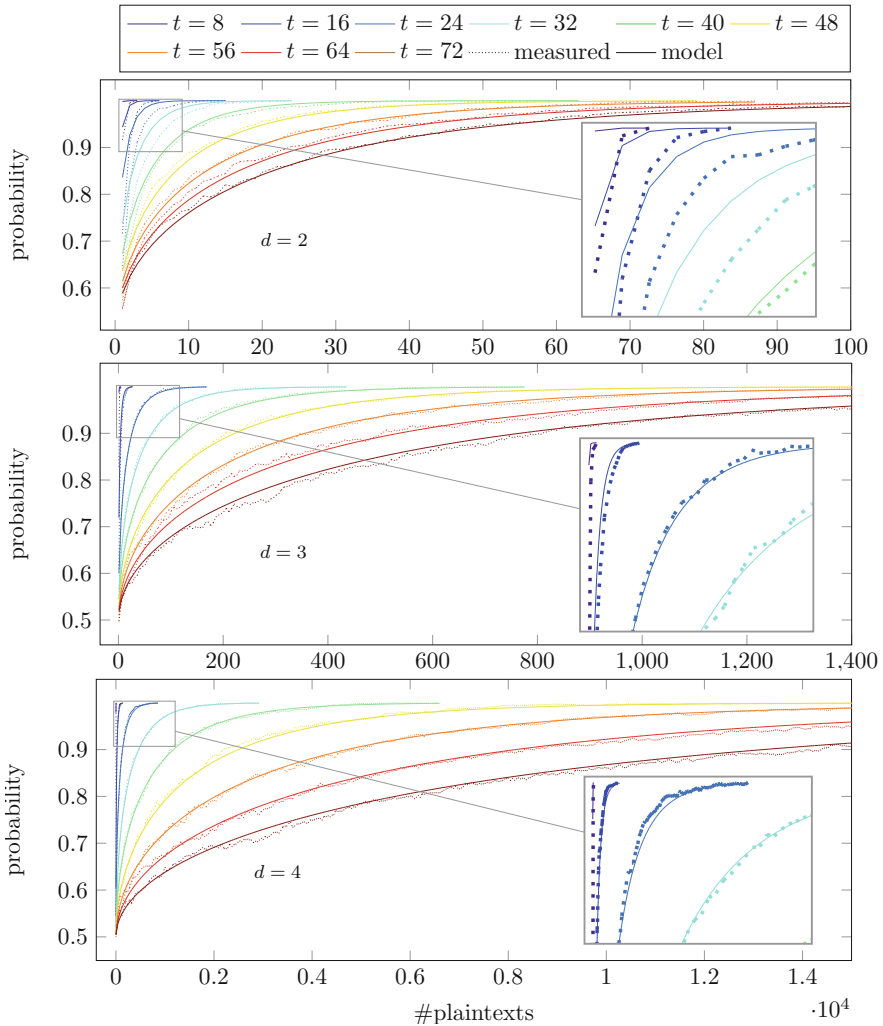 t = 8 t = 16 t = 24 t = 32 t = 40 t = 48
t = 56 t = 64 t = 72 measured model
probability
0.9
0.8
0.7
0.6
d = 2
0 10 20 30 40 50 60 70 80 90 100
probability
0.9
0.8
0.7
0.6
0.5
d = 3
0 200 400 600 800 1,000 1,200 1,400
probability
0.9
0.8
0.7
0.6
0.5
d = 4
0 0.2 0.4 0.6 0.8 1 1.2 1.4
#plaintexts
·10⁴